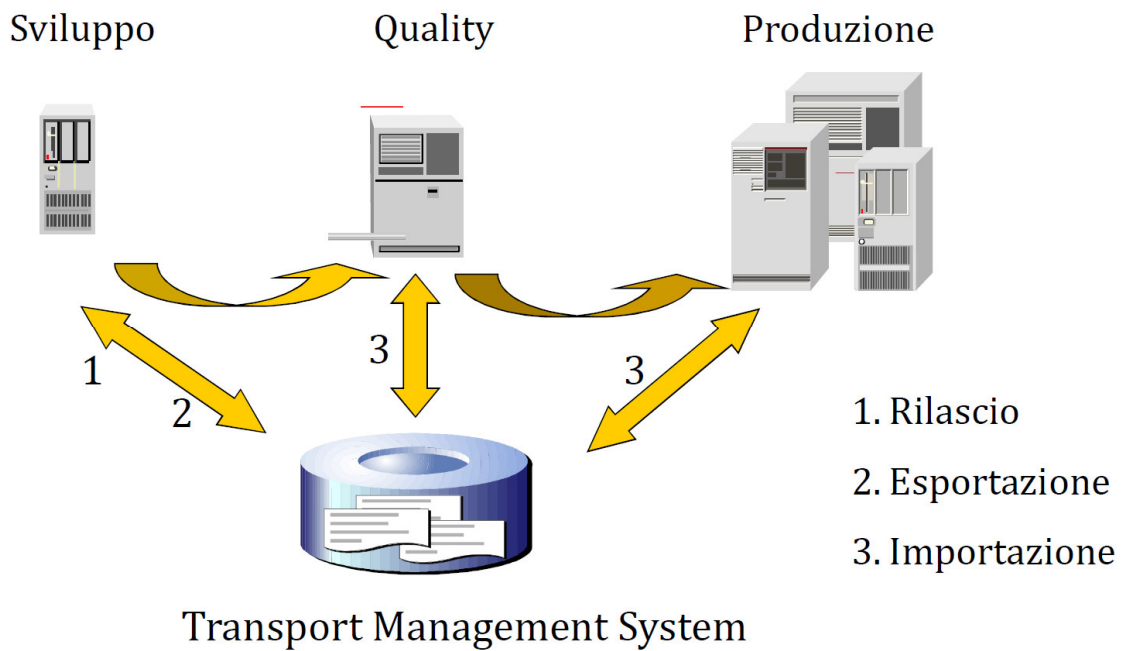 Sviluppo
Quality
Produzione
1
2
3
3
1. Rilascio
2. Esportazione
3. Importazione
Transport Management System